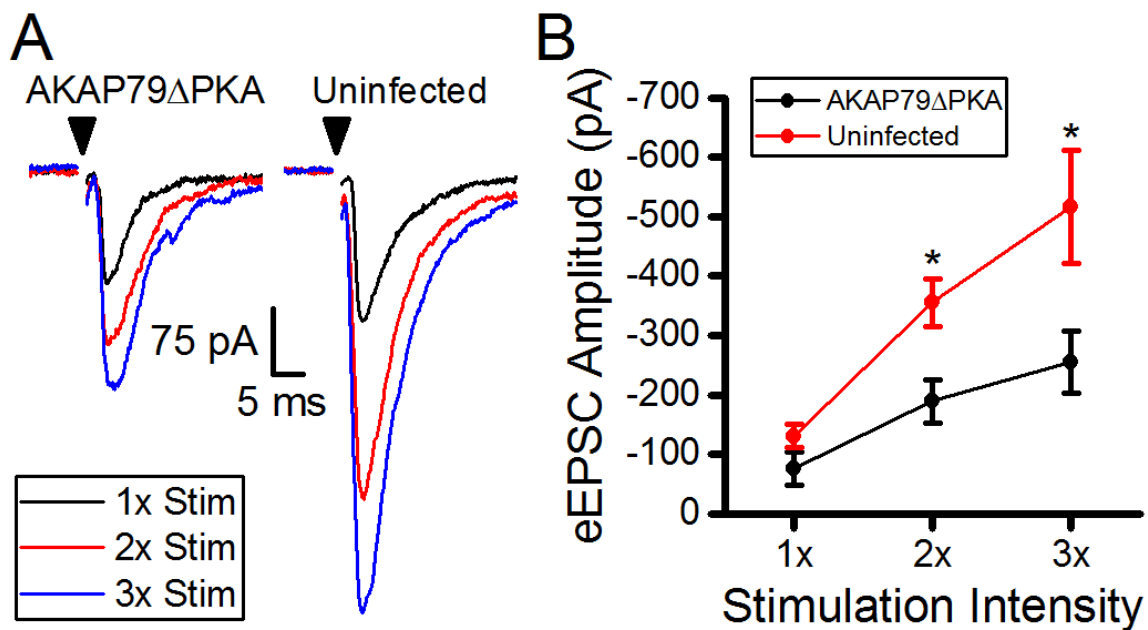 A
AKAP79ΔPKA
Uninfected
75 pA
5 ms
1x Stim
2x Stim
3x Stim
B
eEPSC Amplitude (pA)
-700
-600
-500
-400
-300
-200
-100
0
AKAP79ΔPKA
Uninfected
*
*
1x
2x
3x
Stimulation Intensity